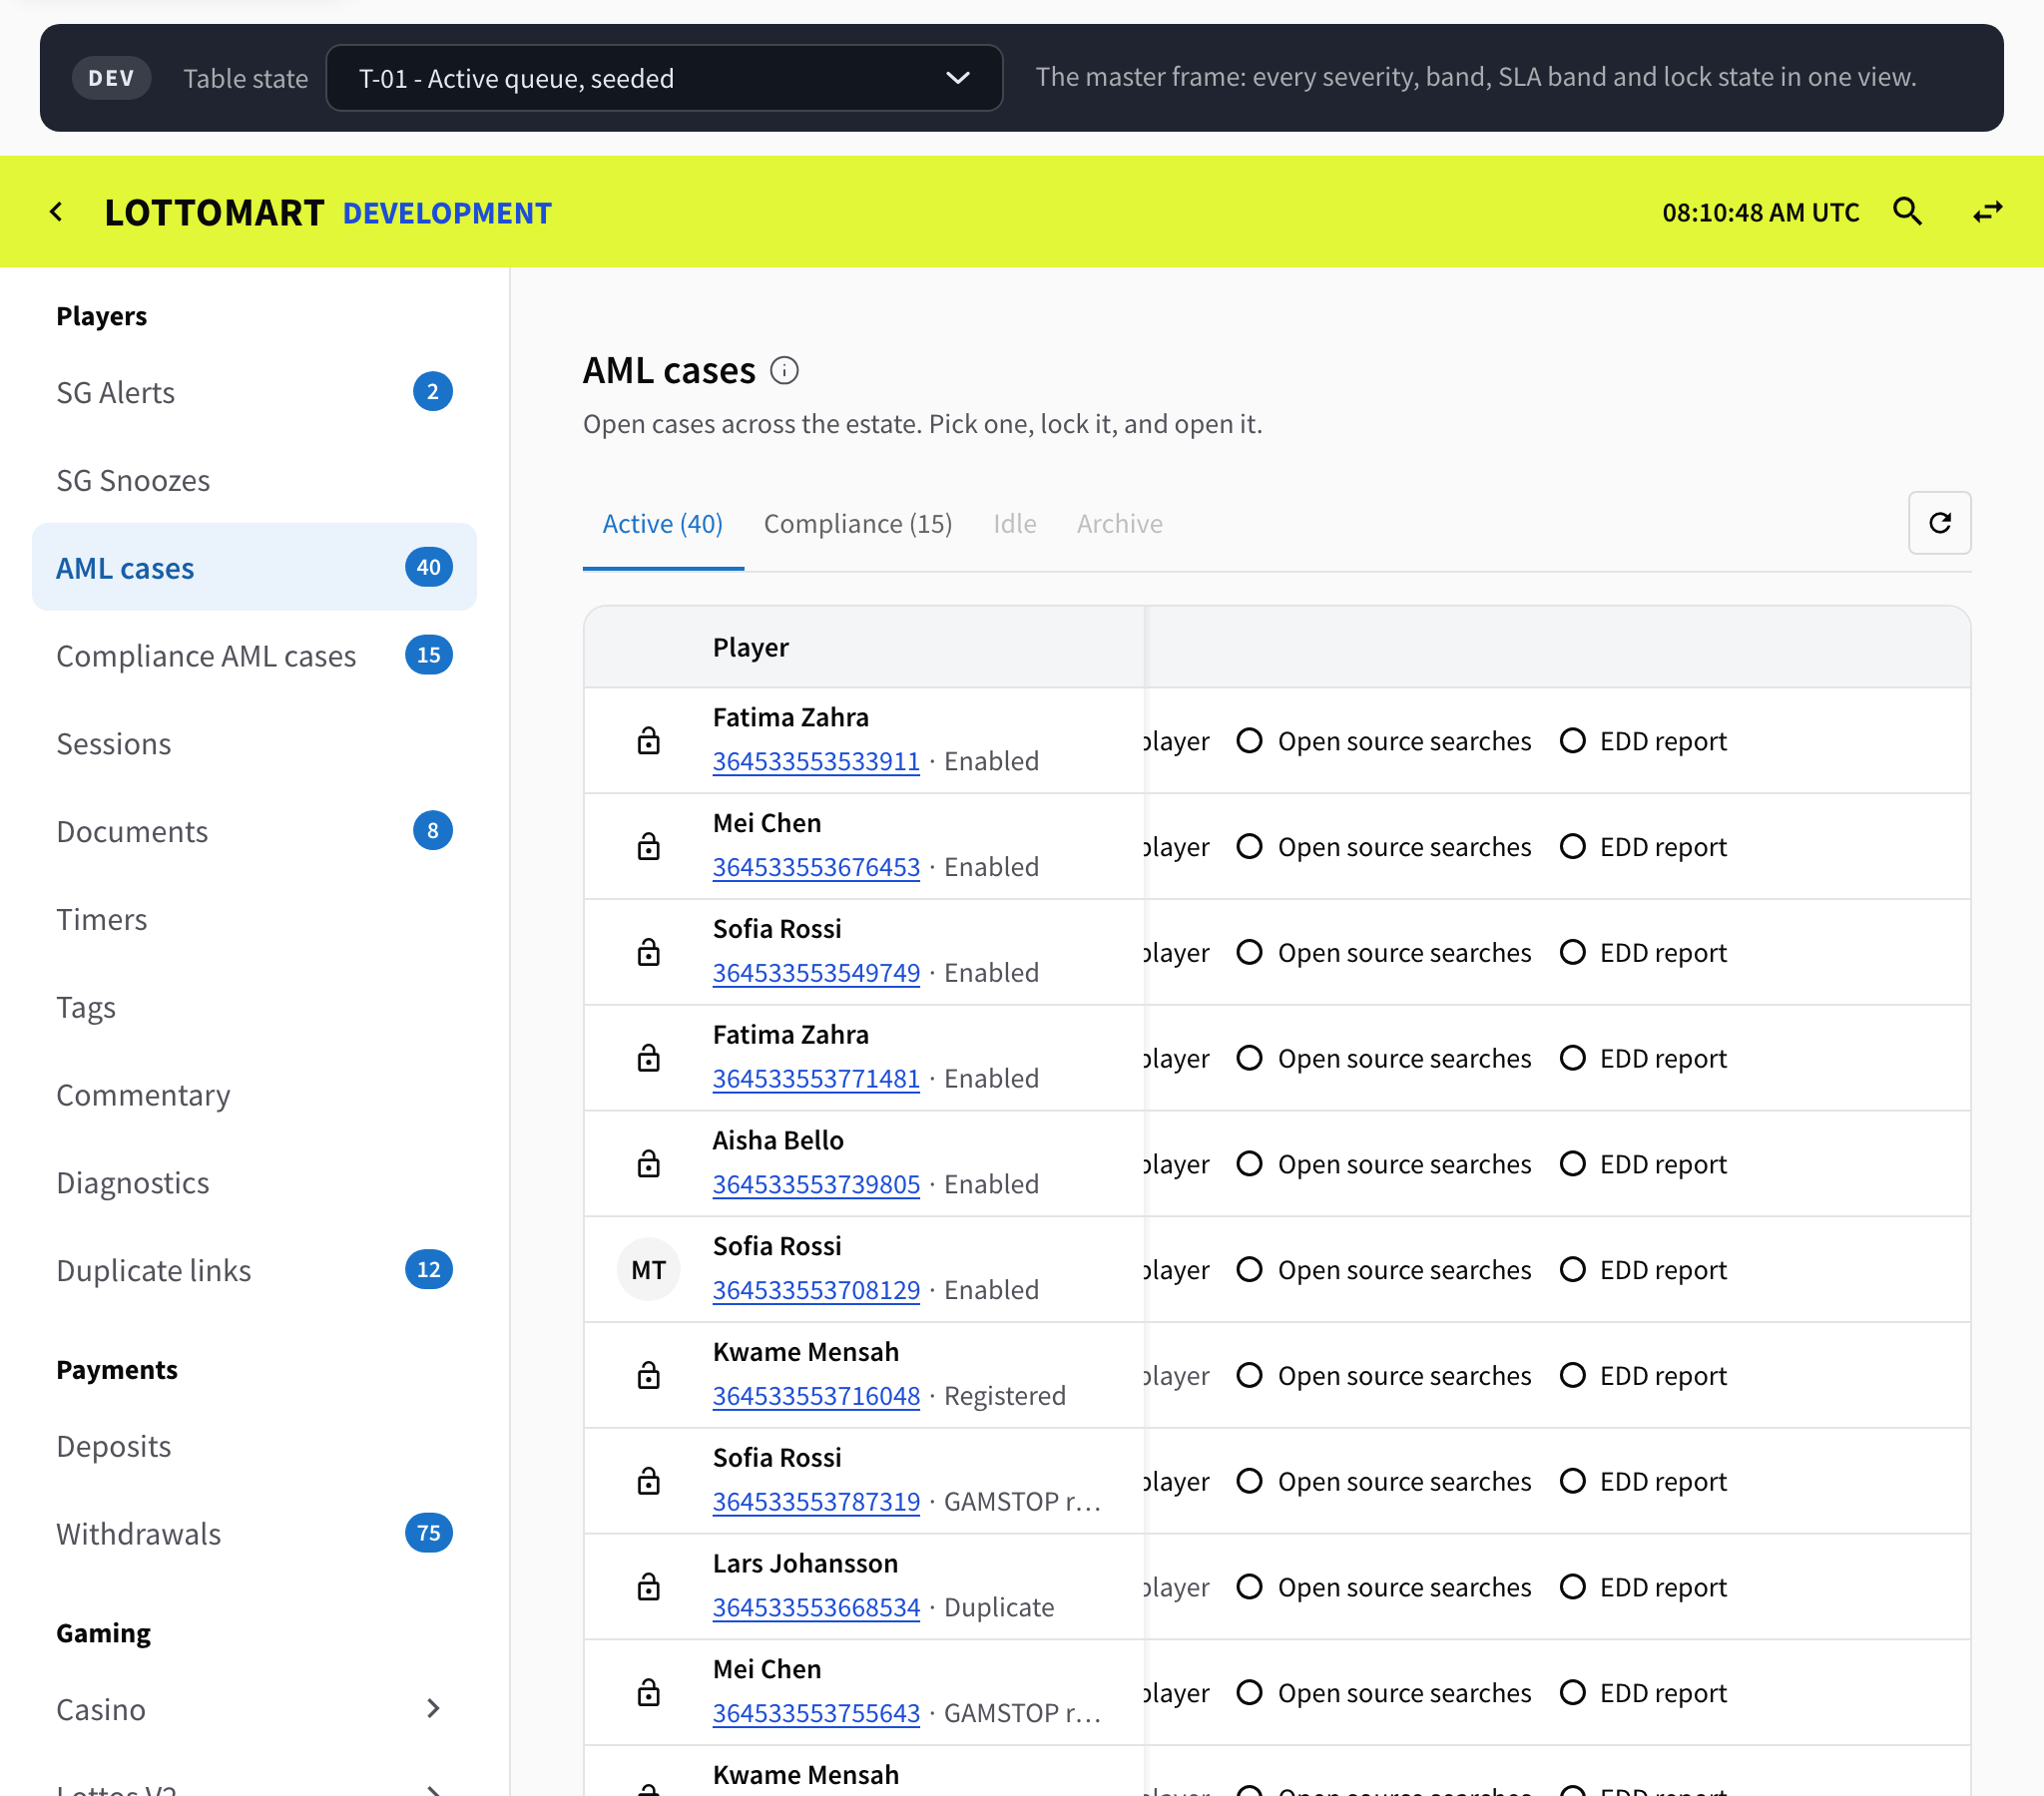 DEV Table state T-01 - Active queue, seeded The master frame: every severity, band, SLA band and lock state in one view.
LOTTOMART DEVELOPMENT 08:10:48 AM UTC
Players
SG Alerts 2
SG Snoozes
AML cases 40
Compliance AML cases 15
Sessions
Documents 8
Timers
Tags
Commentary
Diagnostics
Duplicate links 12
Payments
Deposits
Withdrawals 75
Gaming
Casino
AML cases
Open cases across the estate. Pick one, lock it, and open it.
Active (40) Compliance (15) Idle Archive
Player
Fatima Zahra
364533553533911 · Enabled player Open source searches EDD report
Mei Chen
364533553676453 · Enabled player Open source searches EDD report
Sofia Rossi
364533553549749 · Enabled player Open source searches EDD report
Fatima Zahra
364533553771481 · Enabled player Open source searches EDD report
Aisha Bello
364533553739805 · Enabled player Open source searches EDD report
MT Sofia Rossi
364533553708129 · Enabled player Open source searches EDD report
Kwame Mensah
364533553716048 · Registered player Open source searches EDD report
Sofia Rossi
364533553787319 · GAMSTOP r… player Open source searches EDD report
Lars Johansson
364533553668534 · Duplicate player Open source searches EDD report
Mei Chen
364533553755643 · GAMSTOP r… player Open source searches EDD report
Kwame Mensah